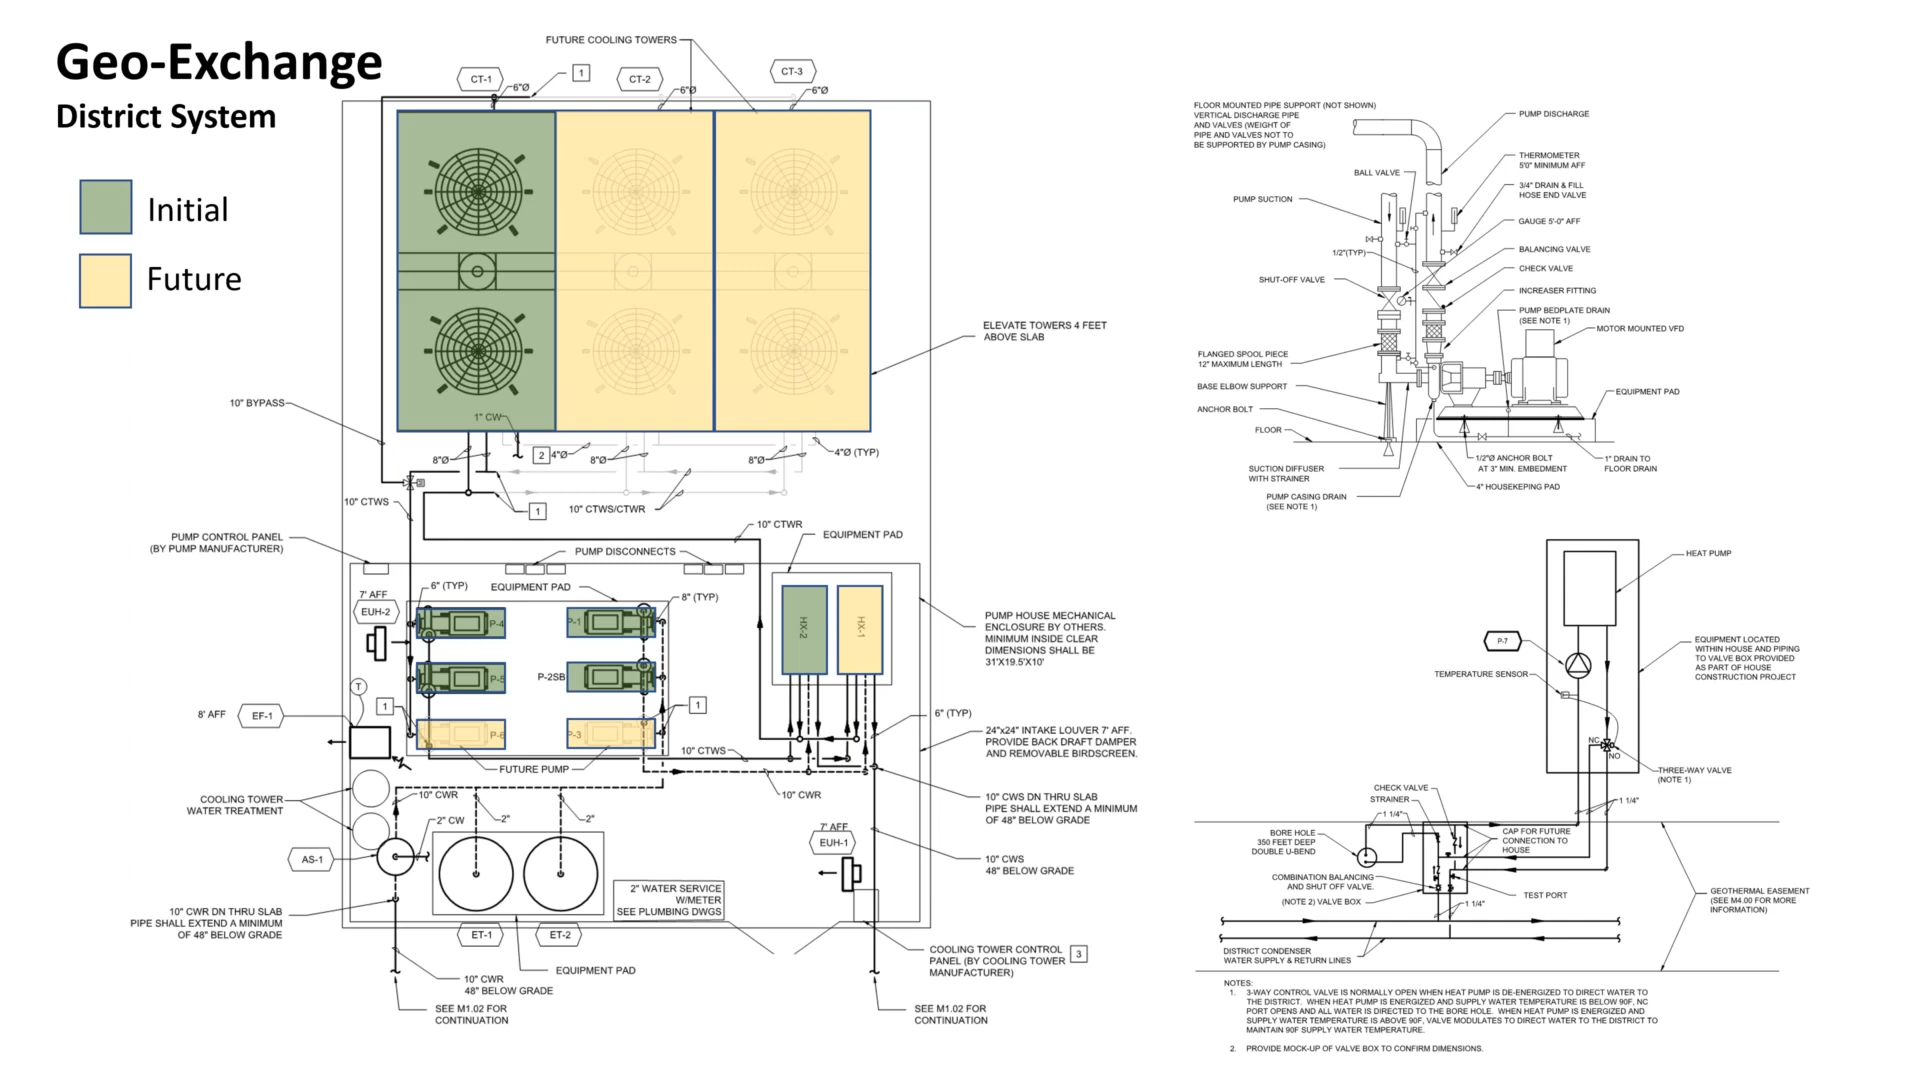 Geo-Exchange
District System
Initial
Future
FUTURE COOLING TOWERS
CT-1
1
CT-2
CT-3
6"Ø
6"Ø
6"Ø
ELEVATE TOWERS 4 FEET
ABOVE SLAB
10" BYPASS
1" CW
8"Ø
2
4"Ø
8"Ø
8"Ø
4"Ø (TYP)
10" CTWS
1
10" CTWS/CTWR
10" CTWR
EQUIPMENT PAD
PUMP CONTROL PANEL
(BY PUMP MANUFACTURER)
PUMP DISCONNECTS
7' AFF
EUH-2
6" (TYP)
EQUIPMENT PAD
8" (TYP)
P-4
P-1
HX-2
HX-1
PUMP HOUSE MECHANICAL
ENCLOSURE BY OTHERS.
MINIMUM INSIDE CLEAR
DIMENSIONS SHALL BE
31'X19.5'X10'
P-5
P-2SB
T
8' AFF
EF-1
1
1
P-6
P-3
6" (TYP)
24"x24" INTAKE LOUVER 7' AFF.
PROVIDE BACK DRAFT DAMPER
AND REMOVABLE BIRDSCREEN.
10" CTWS
FUTURE PUMP
COOLING TOWER
WATER TREATMENT
10" CWR
10" CWR
10" CWS DN THRU SLAB
PIPE SHALL EXTEND A MINIMUM
OF 48" BELOW GRADE
2" CW
2"
2"
7' AFF
EUH-1
AS-1
10" CWS
48" BELOW GRADE
2" WATER SERVICE
W/METER
SEE PLUMBING DWGS
10" CWR DN THRU SLAB
PIPE SHALL EXTEND A MINIMUM
OF 48" BELOW GRADE
ET-1
ET-2
COOLING TOWER CONTROL
PANEL (BY COOLING TOWER
MANUFACTURER)
3
EQUIPMENT PAD
10" CWR
48" BELOW GRADE
SEE M1.02 FOR
CONTINUATION
SEE M1.02 FOR
CONTINUATION
FLOOR MOUNTED PIPE SUPPORT (NOT SHOWN)
VERTICAL DISCHARGE PIPE
AND VALVES (WEIGHT OF
PIPE AND VALVES NOT TO
BE SUPPORTED BY PUMP CASING)
PUMP DISCHARGE
THERMOMETER
5'0" MINIMUM AFF
BALL VALVE
3/4" DRAIN & FILL
HOSE END VALVE
PUMP SUCTION
GAUGE 5'-0" AFF
1/2"(TYP)
BALANCING VALVE
CHECK VALVE
SHUT-OFF VALVE
INCREASER FITTING
PUMP BEDPLATE DRAIN
(SEE NOTE 1)
MOTOR MOUNTED VFD
FLANGED SPOOL PIECE
12" MAXIMUM LENGTH
BASE ELBOW SUPPORT
EQUIPMENT PAD
ANCHOR BOLT
FLOOR
1/2"Ø ANCHOR BOLT
AT 3" MIN. EMBEDMENT
1" DRAIN TO
FLOOR DRAIN
SUCTION DIFFUSER
WITH STRAINER
4" HOUSEKEPING PAD
PUMP CASING DRAIN
(SEE NOTE 1)
HEAT PUMP
P-7
EQUIPMENT LOCATED
WITHIN HOUSE AND PIPING
TO VALVE BOX PROVIDED
AS PART OF HOUSE
CONSTRUCTION PROJECT
TEMPERATURE SENSOR
NC
NO
THREE-WAY VALVE
(NOTE 1)
CHECK VALVE
STRAINER
1 1/4"
1 1/4"
BORE HOLE
350 FEET DEEP
DOUBLE U-BEND
CAP FOR FUTURE
CONNECTION TO
HOUSE
COMBINATION BALANCING
AND SHUT OFF VALVE.
(NOTE 2) VALVE BOX
TEST PORT
1 1/4"
GEOTHERMAL EASEMENT
(SEE M4.00 FOR MORE
INFORMATION)
DISTRICT CONDENSER
WATER SUPPLY & RETURN LINES
NOTES:
1. 3-WAY CONTROL VALVE IS NORMALLY OPEN WHEN HEAT PUMP IS DE-ENERGIZED TO DIRECT WATER TO
THE DISTRICT. WHEN HEAT PUMP IS ENERGIZED AND SUPPLY WATER TEMPERATURE IS BELOW 90F, NC
PORT OPENS AND ALL WATER IS DIRECTED TO THE BORE HOLE. WHEN HEAT PUMP IS ENERGIZED AND
SUPPLY WATER TEMPERATURE IS ABOVE 90F, VALVE MODULATES TO DIRECT WATER TO THE DISTRICT TO
MAINTAIN 90F SUPPLY WATER TEMPERATURE.
2. PROVIDE MOCK-UP OF VALVE BOX TO CONFIRM DIMENSIONS.